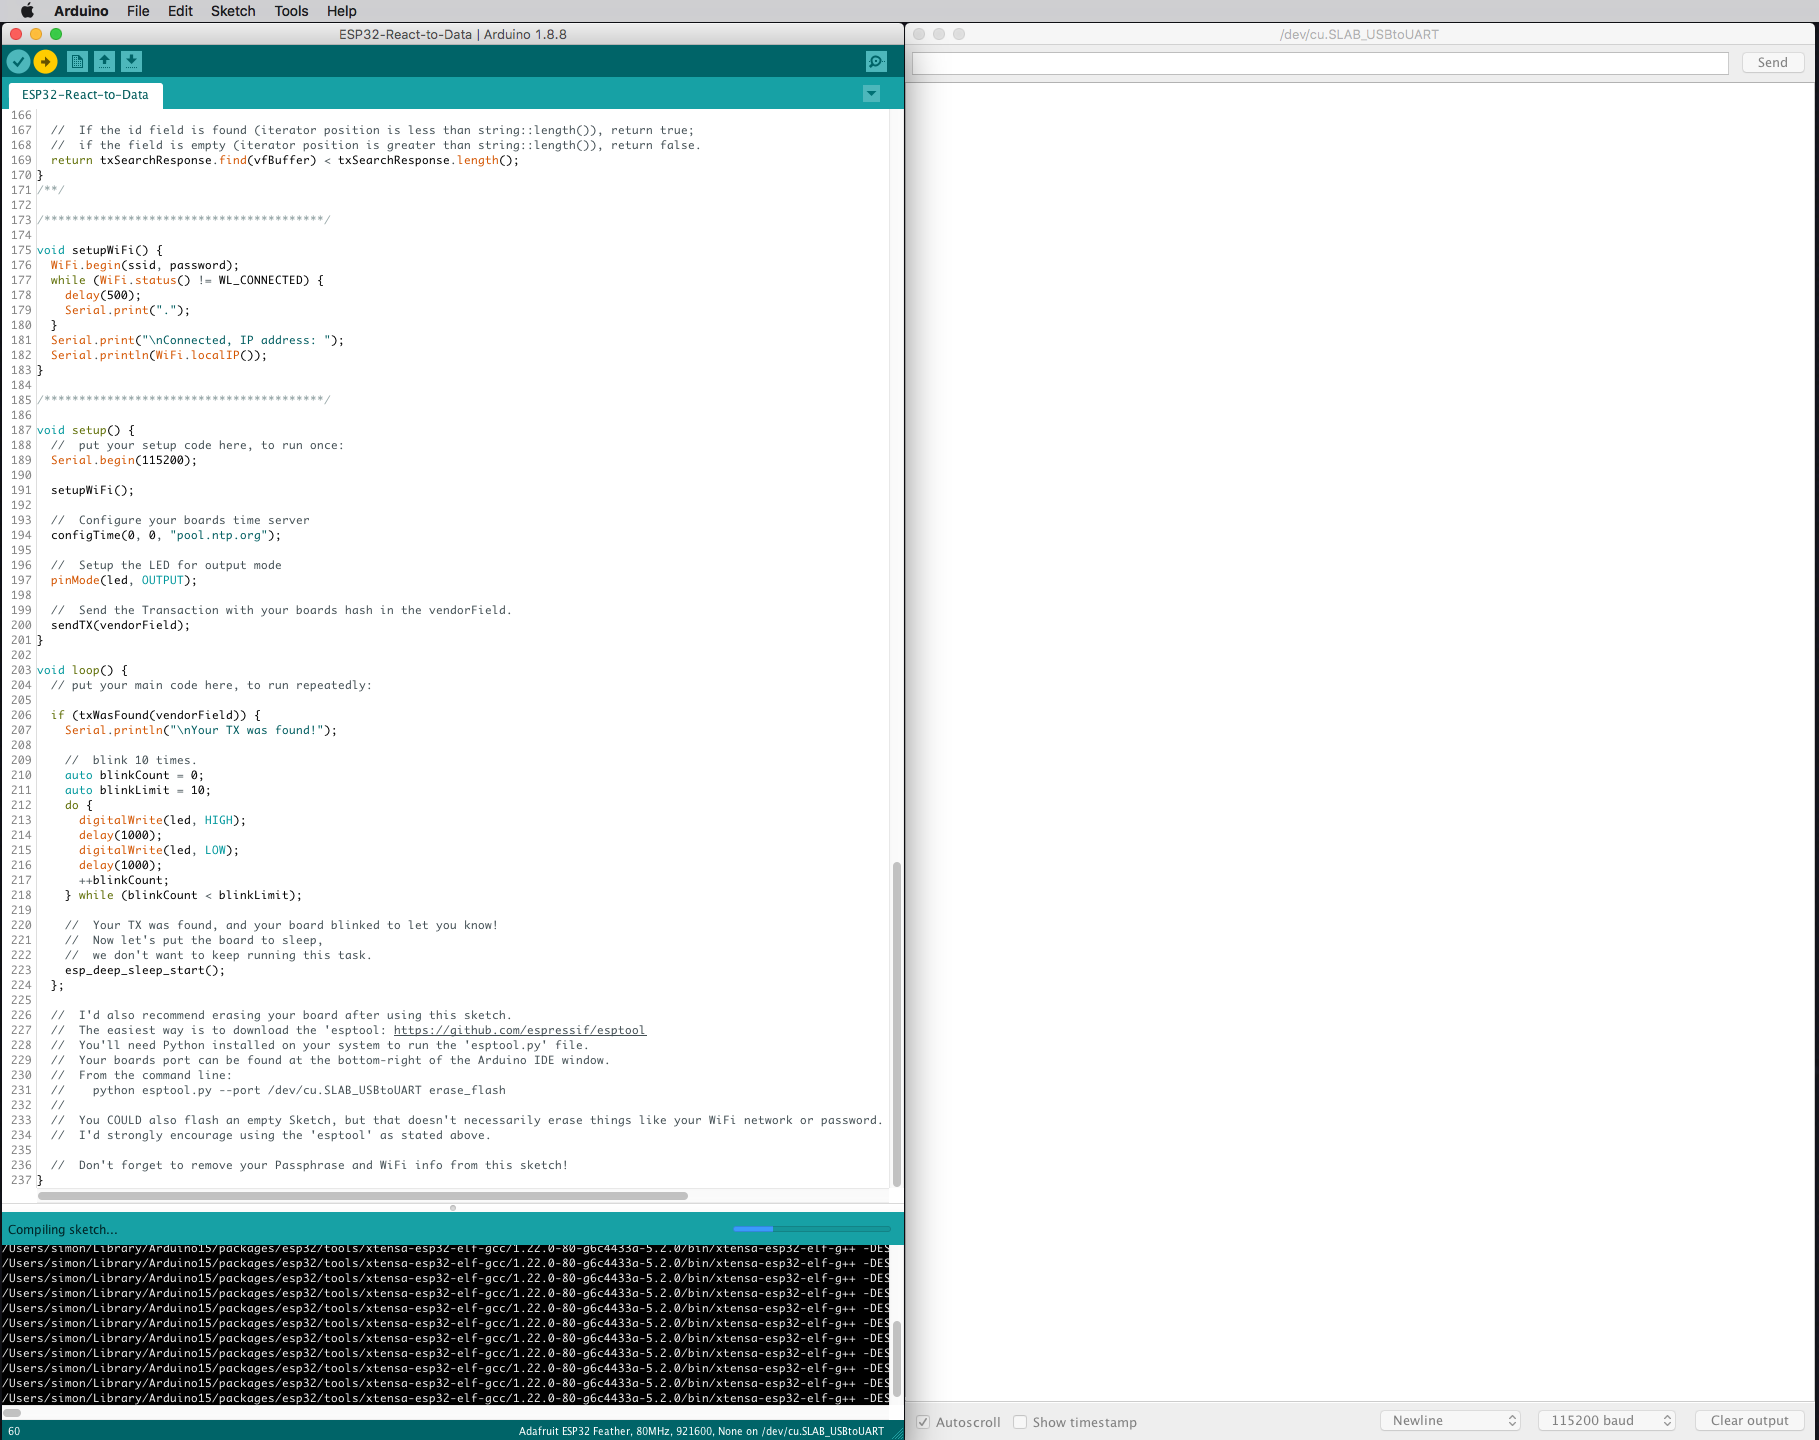 Arduino File Edit Sketch Tools Help
ESP32-React-to-Data | Arduino 1.8.8
ESP32-React-to-Data
166
167 //  If the id field is found (iterator position is less than string::length()), return true;
168 //  if the field is empty (iterator position is greater than string::length()), return false.
169 return txSearchResponse.find(vfBuffer) < txSearchResponse.length();
170 }
171 /**/
172
173 /****************************************/
174
175 void setupWiFi() {
176 WiFi.begin(ssid, password);
177 while (WiFi.status() != WL_CONNECTED) {
178 delay(500);
179 Serial.print(".");
180 }
181 Serial.print("\nConnected, IP address: ");
182 Serial.println(WiFi.localIP());
183 }
184
185 /****************************************/
186
187 void setup() {
188 //  put your setup code here, to run once:
189 Serial.begin(115200);
190
191 setupWiFi();
192
193 //  Configure your boards time server
194 configTime(0, 0, "pool.ntp.org");
195
196 //  Setup the LED for output mode
197 pinMode(led, OUTPUT);
198
199 //  Send the Transaction with your boards hash in the vendorField.
200 sendTX(vendorField);
201 }
202
203 void loop() {
204 // put your main code here, to run repeatedly:
205
206 if (txWasFound(vendorField)) {
207 Serial.println("\nYour TX was found!");
208
209 //  blink 10 times.
210 auto blinkCount = 0;
211 auto blinkLimit = 10;
212 do {
213 digitalWrite(led, HIGH);
214 delay(1000);
215 digitalWrite(led, LOW);
216 delay(1000);
217 ++blinkCount;
218 } while (blinkCount < blinkLimit);
219
220 //  Your TX was found, and your board blinked to let you know!
221 //  Now let's put the board to sleep,
222 //  we don't want to keep running this task.
223 esp_deep_sleep_start();
224 };
225
226 //  I'd also recommend erasing your board after using this sketch.
227 //  The easiest way is to download the 'esptool: https://github.com/espressif/esptool
228 //  You'll need Python installed on your system to run the 'esptool.py' file.
229 //  Your boards port can be found at the bottom-right of the Arduino IDE window.
230 //  From the command line:
231 //    python esptool.py --port /dev/cu.SLAB_USBtoUART erase_flash
232 //
233 //  You COULD also flash an empty Sketch, but that doesn't necessarily erase things like your WiFi network or password.
234 //  I'd strongly encourage using the 'esptool' as stated above.
235
236 //  Don't forget to remove your Passphrase and WiFi info from this sketch!
237 }
Compiling sketch...
/Users/simon/Library/Arduino15/packages/esp32/tools/xtensa-esp32-elf-gcc/1.22.0-80-g6c4433a-5.2.0/bin/xtensa-esp32-elf-g++ -DES
/Users/simon/Library/Arduino15/packages/esp32/tools/xtensa-esp32-elf-gcc/1.22.0-80-g6c4433a-5.2.0/bin/xtensa-esp32-elf-g++ -DES
/Users/simon/Library/Arduino15/packages/esp32/tools/xtensa-esp32-elf-gcc/1.22.0-80-g6c4433a-5.2.0/bin/xtensa-esp32-elf-g++ -DES
/Users/simon/Library/Arduino15/packages/esp32/tools/xtensa-esp32-elf-gcc/1.22.0-80-g6c4433a-5.2.0/bin/xtensa-esp32-elf-g++ -DES
/Users/simon/Library/Arduino15/packages/esp32/tools/xtensa-esp32-elf-gcc/1.22.0-80-g6c4433a-5.2.0/bin/xtensa-esp32-elf-g++ -DES
/Users/simon/Library/Arduino15/packages/esp32/tools/xtensa-esp32-elf-gcc/1.22.0-80-g6c4433a-5.2.0/bin/xtensa-esp32-elf-g++ -DES
/Users/simon/Library/Arduino15/packages/esp32/tools/xtensa-esp32-elf-gcc/1.22.0-80-g6c4433a-5.2.0/bin/xtensa-esp32-elf-g++ -DES
/Users/simon/Library/Arduino15/packages/esp32/tools/xtensa-esp32-elf-gcc/1.22.0-80-g6c4433a-5.2.0/bin/xtensa-esp32-elf-g++ -DES
/Users/simon/Library/Arduino15/packages/esp32/tools/xtensa-esp32-elf-gcc/1.22.0-80-g6c4433a-5.2.0/bin/xtensa-esp32-elf-g++ -DES
/Users/simon/Library/Arduino15/packages/esp32/tools/xtensa-esp32-elf-gcc/1.22.0-80-g6c4433a-5.2.0/bin/xtensa-esp32-elf-g++ -DES
/Users/simon/Library/Arduino15/packages/esp32/tools/xtensa-esp32-elf-gcc/1.22.0-80-g6c4433a-5.2.0/bin/xtensa-esp32-elf-g++ -DES
60 Adafruit ESP32 Feather, 80MHz, 921600, None on /dev/cu.SLAB_USBtoUART
/dev/cu.SLAB_USBtoUART
Send
Autoscroll Show timestamp Newline 115200 baud Clear output